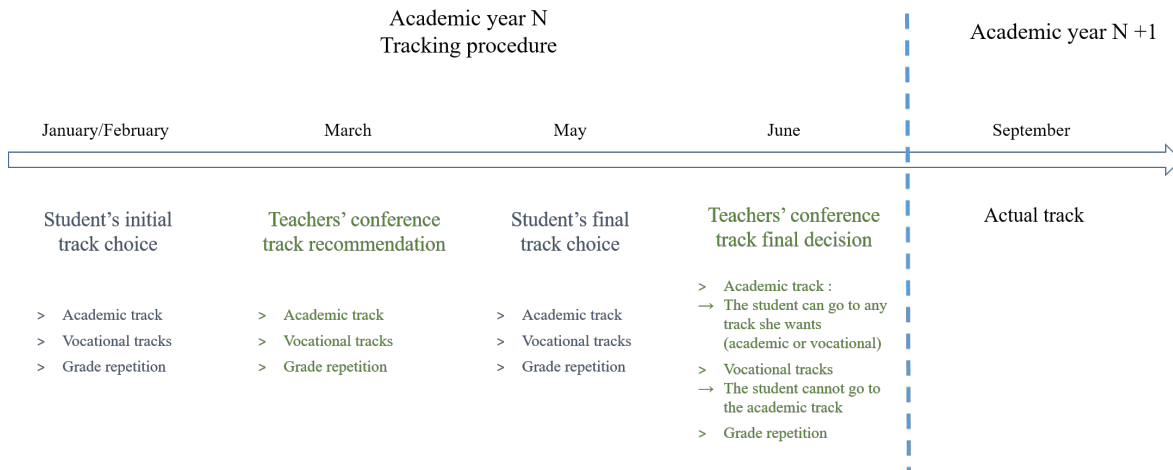 Academic year N
Tracking procedure
Academic year N +1
January/February
March
May
June
September
Student's initial
track choice
Teachers' conference
track recommendation
Student's final
track choice
Teachers' conference
track final decision
Actual track
> Academic track
> Vocational tracks
> Grade repetition
> Academic track
> Vocational tracks
> Grade repetition
> Academic track
> Vocational tracks
> Grade repetition
> Academic track :
→ The student can go to any
track she wants
(academic or vocational)
> Vocational tracks
→ The student cannot go to
the academic track
> Grade repetition